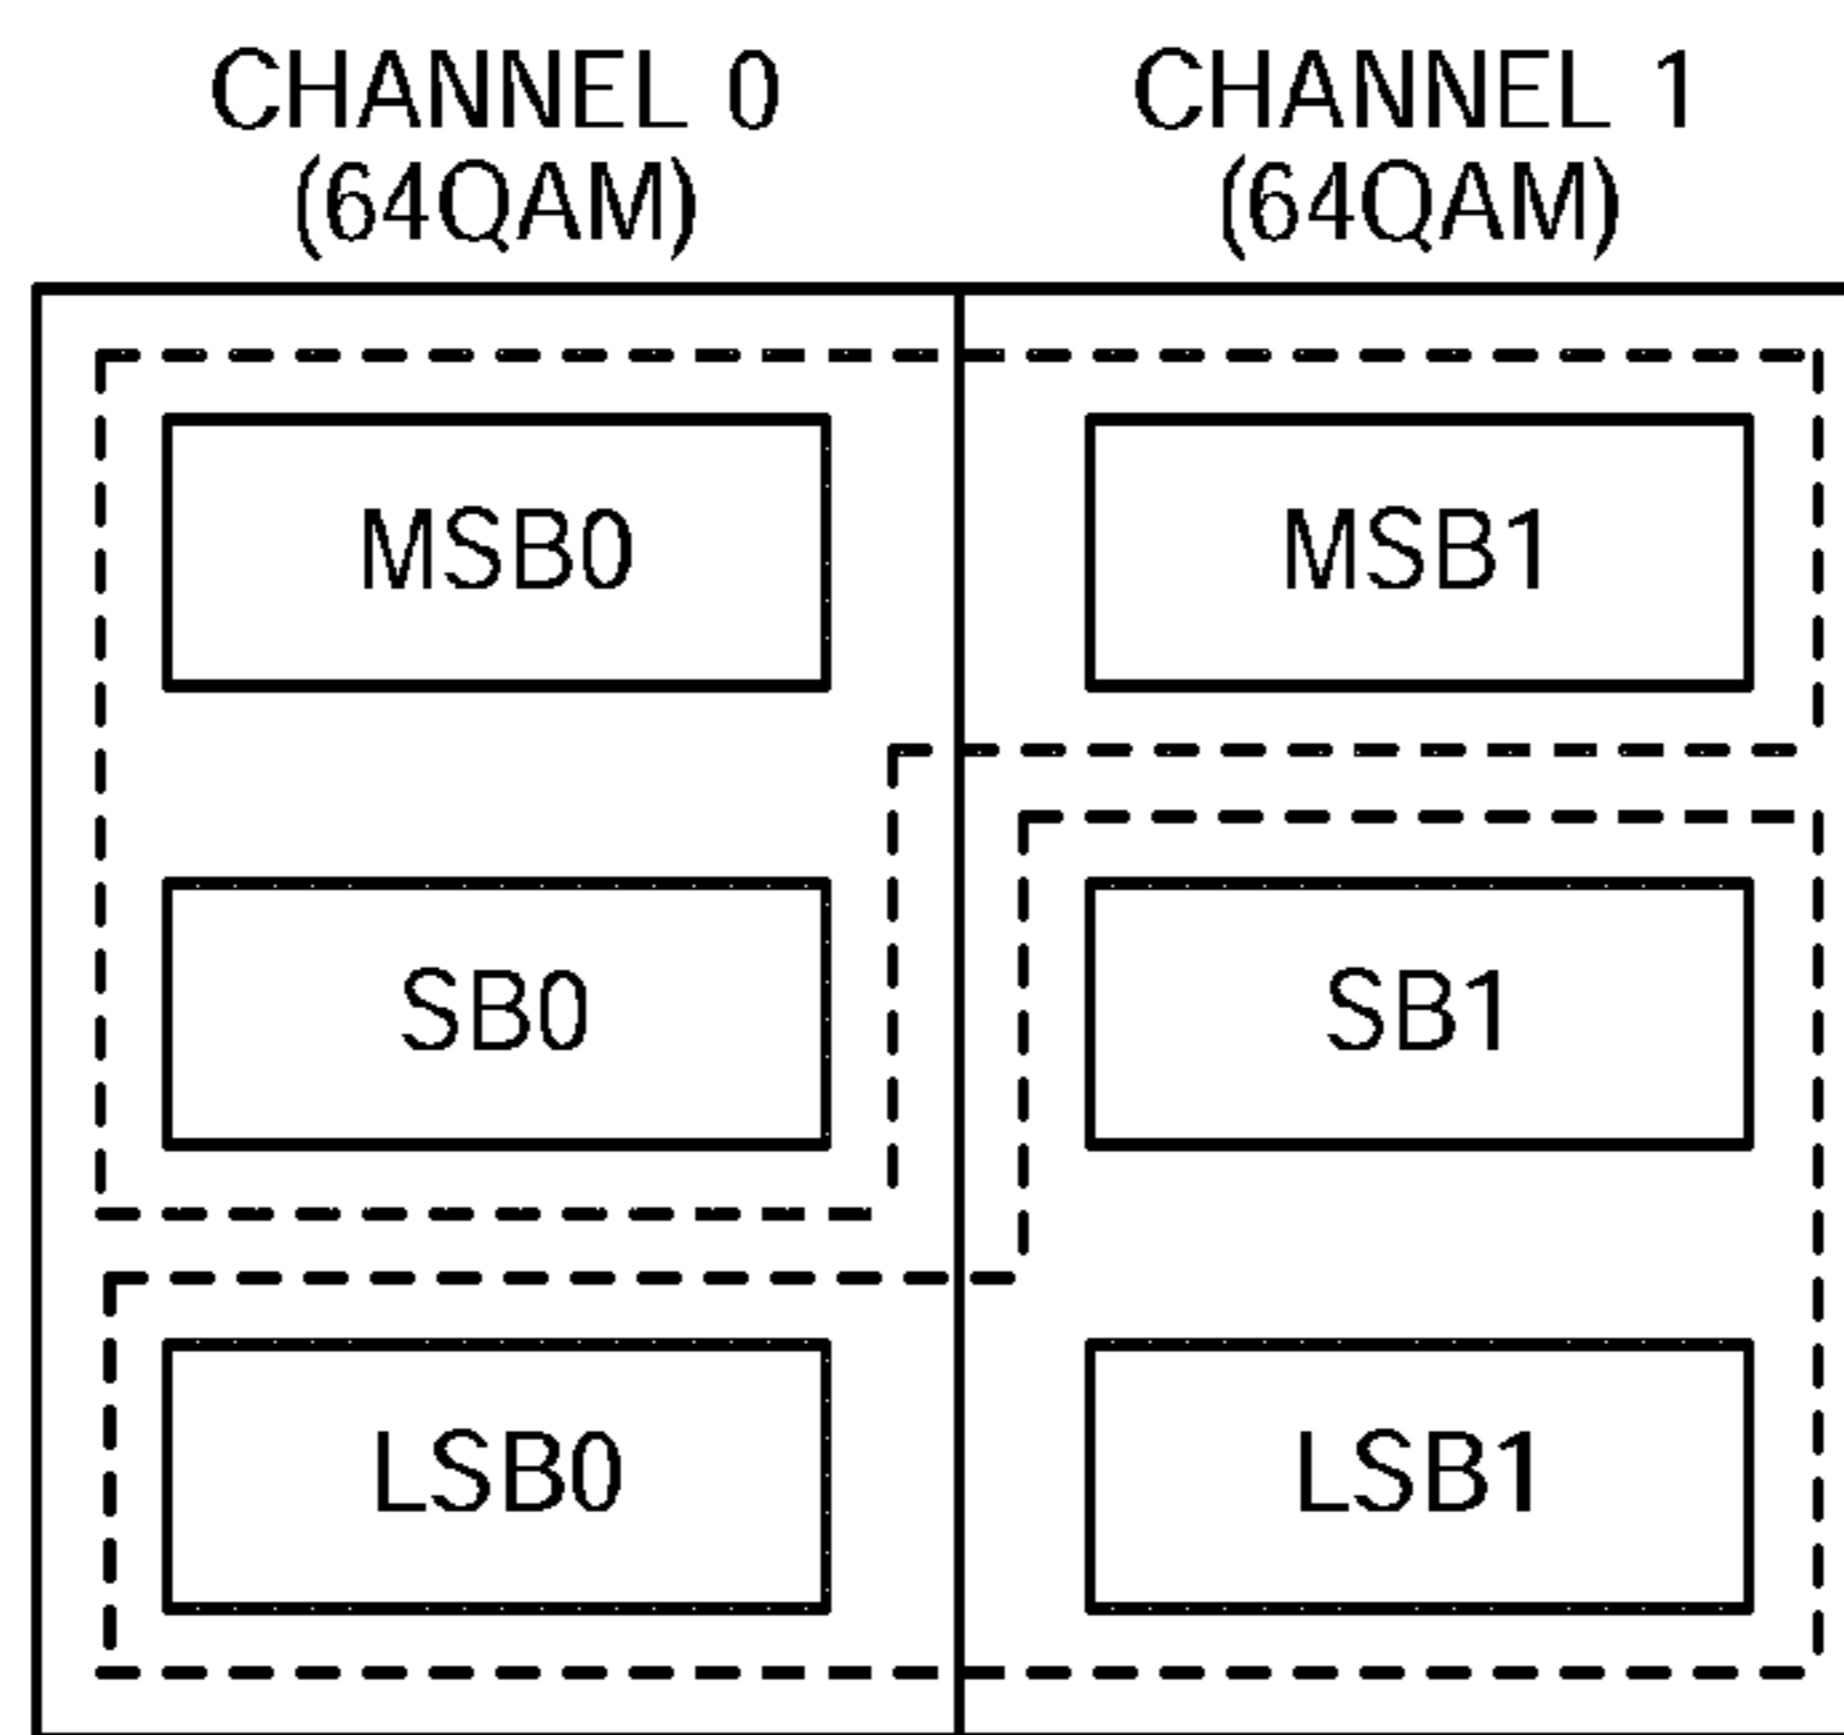 CHANNEL 0
(64QAM)
CHANNEL 1
(64QAM)
MSB0
MSB1
SB0
SB1
LSB0
LSB1